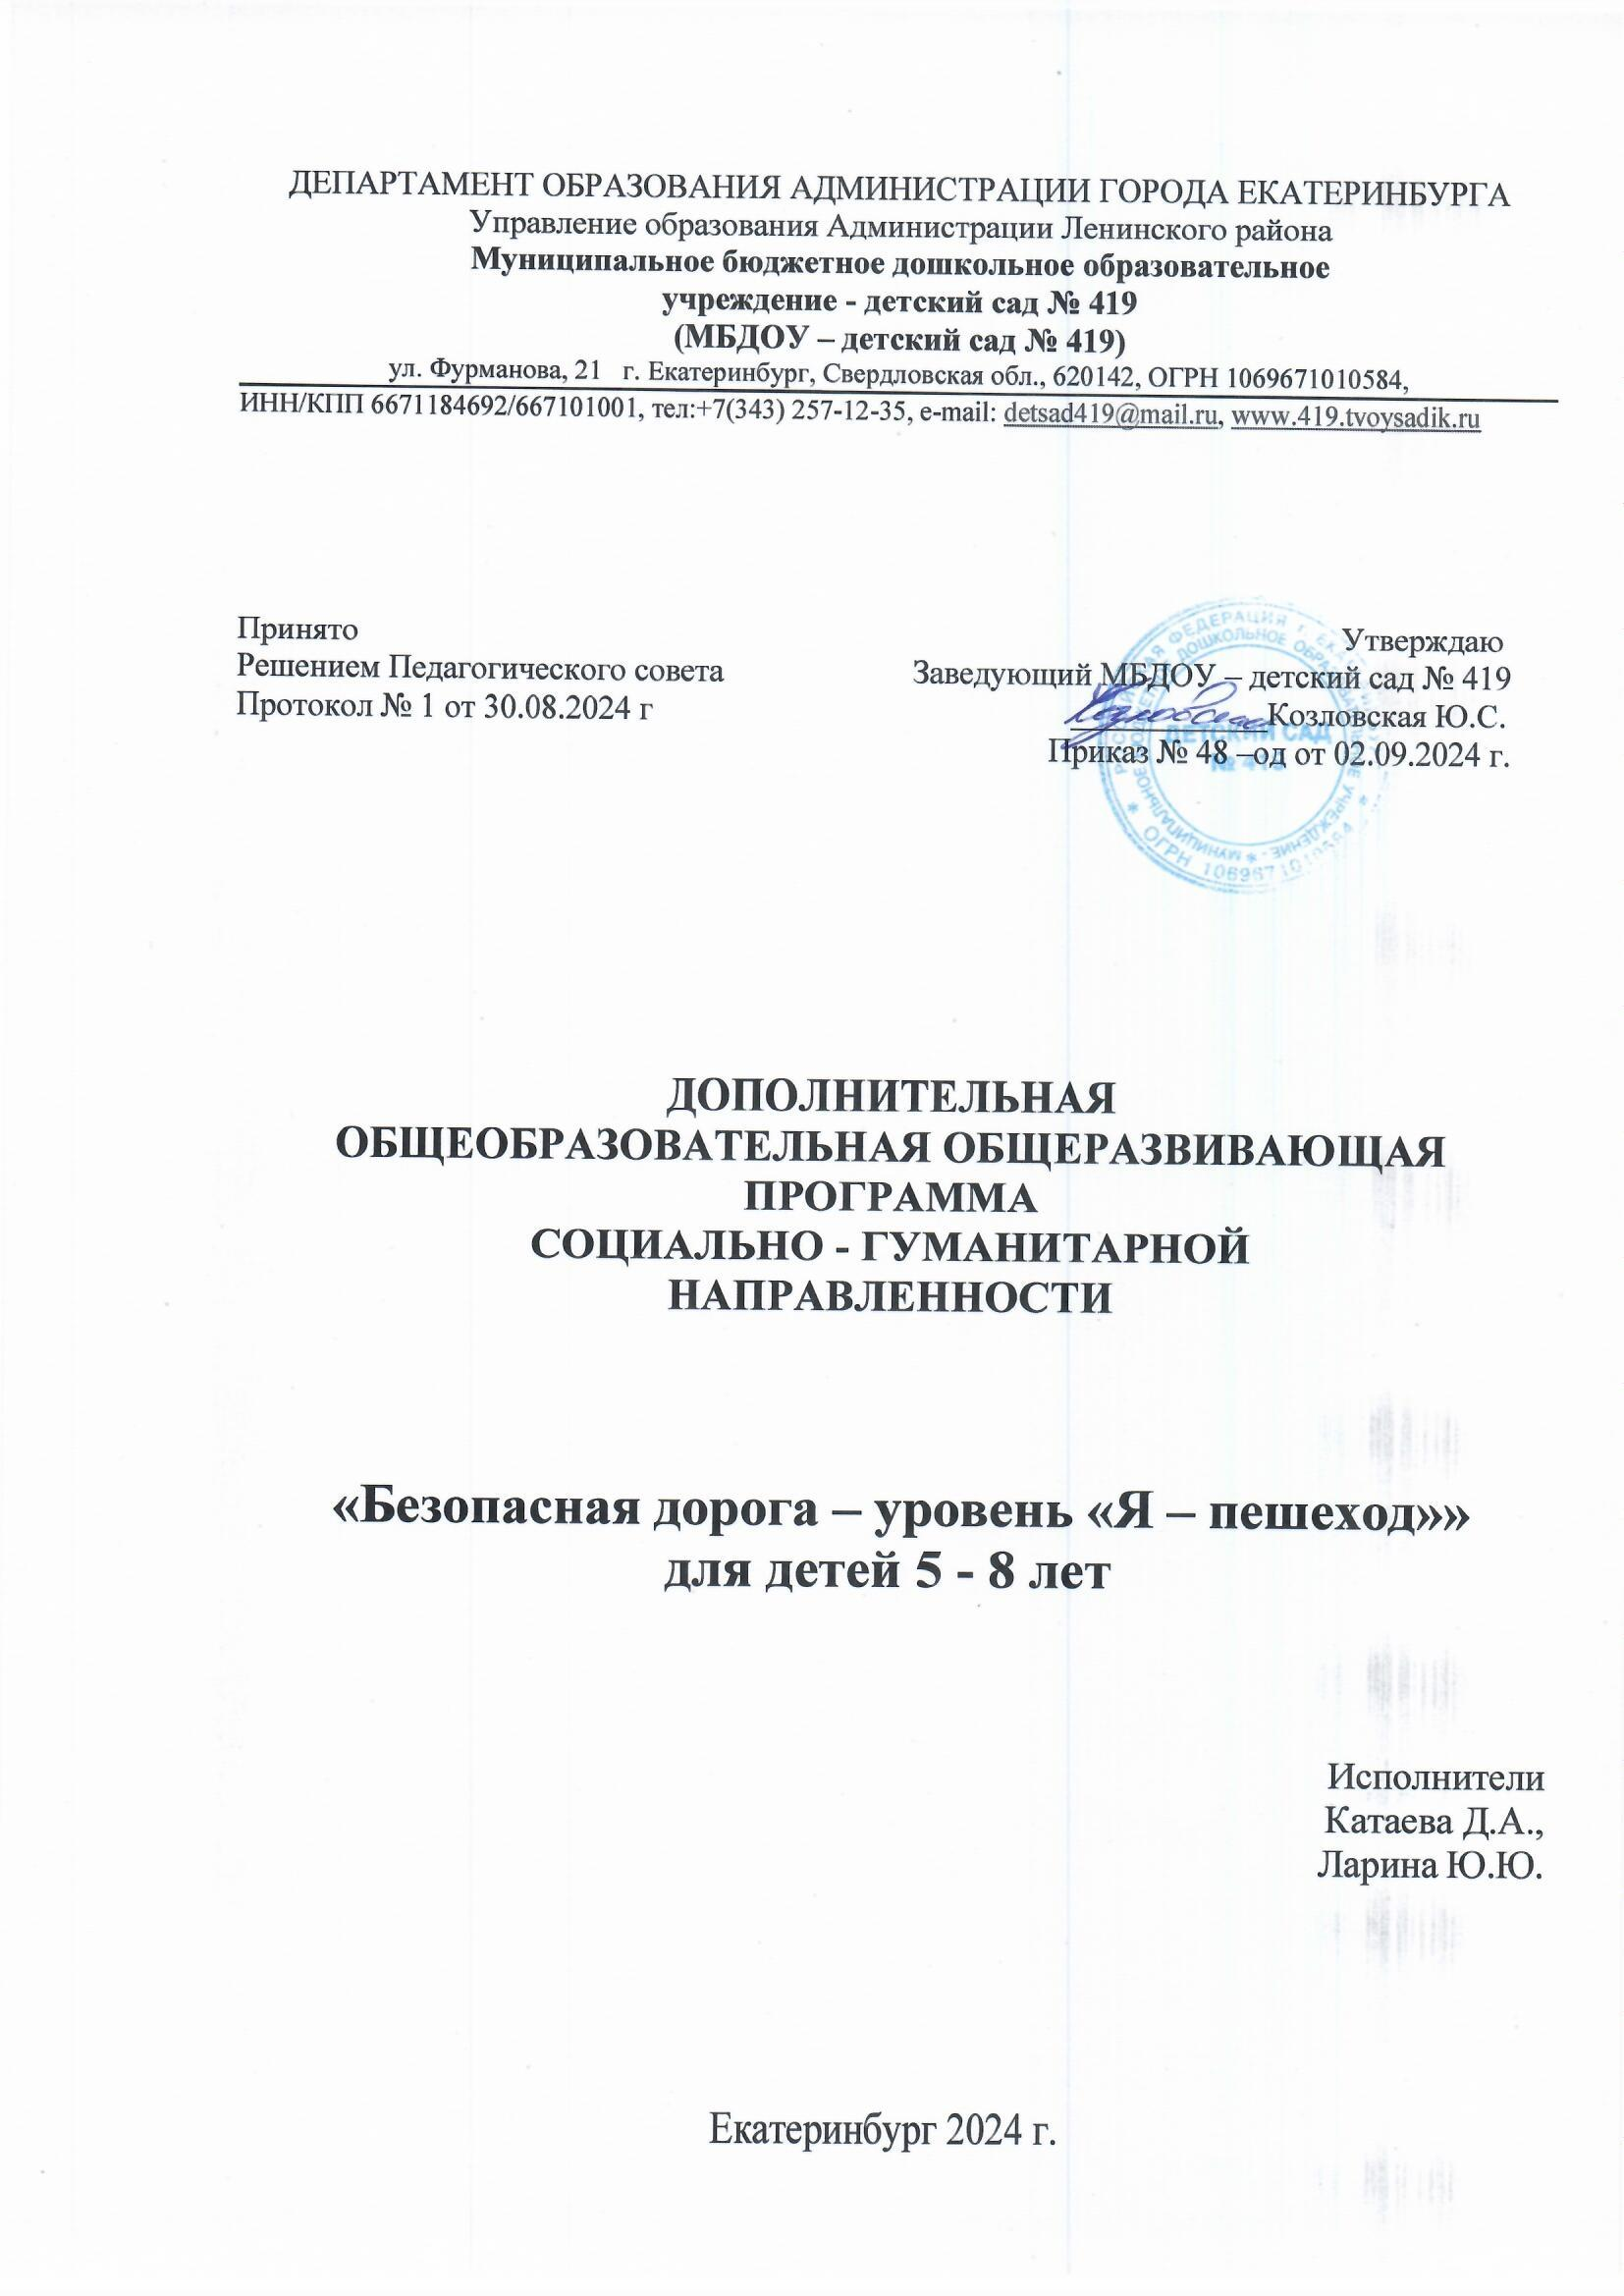 ДЕПАРТАМЕНТ ОБРАЗОВАНИЯ АДМИНИСТРАЦИИ ГОРОДА ЕКАТЕРИНБУРГА
Управление образования Администрации Ленинского района
Муниципальное бюджетное дошкольное образовательное
учреждение - детский сад № 419
(МБДОУ – детский сад № 419)
ул. Фурманова, 21 г. Екатеринбург, Свердловская обл., 620142, ОГРН 1069671010584,
ИНН/КПП 6671184692/667101001, тел:+7(343) 257-12-35, e-mail: detsad419@mail.ru, www.419.tvoysadik.ru
Принято
Решением Педагогического совета
Протокол № 1 от 30.08.2024 г
Утверждаю
Заведующий МБДОУ – детский сад № 419
Козловская Ю.С.
Приказ № 48 –од от 02.09.2024 г.
ДЕТСКИЙ САД
ДОПОЛНИТЕЛЬНАЯ
ОБЩЕОБРАЗОВАТЕЛЬНАЯ ОБЩЕРАЗВИВАЮЩАЯ
ПРОГРАММА
СОЦИАЛЬНО - ГУМАНИТАРНОЙ
НАПРАВЛЕННОСТИ
«Безопасная дорога – уровень «Я – пешеход»»
для детей 5 - 8 лет
Исполнители
Катаева Д.А.,
Ларина Ю.Ю.
Екатеринбург 2024 г.